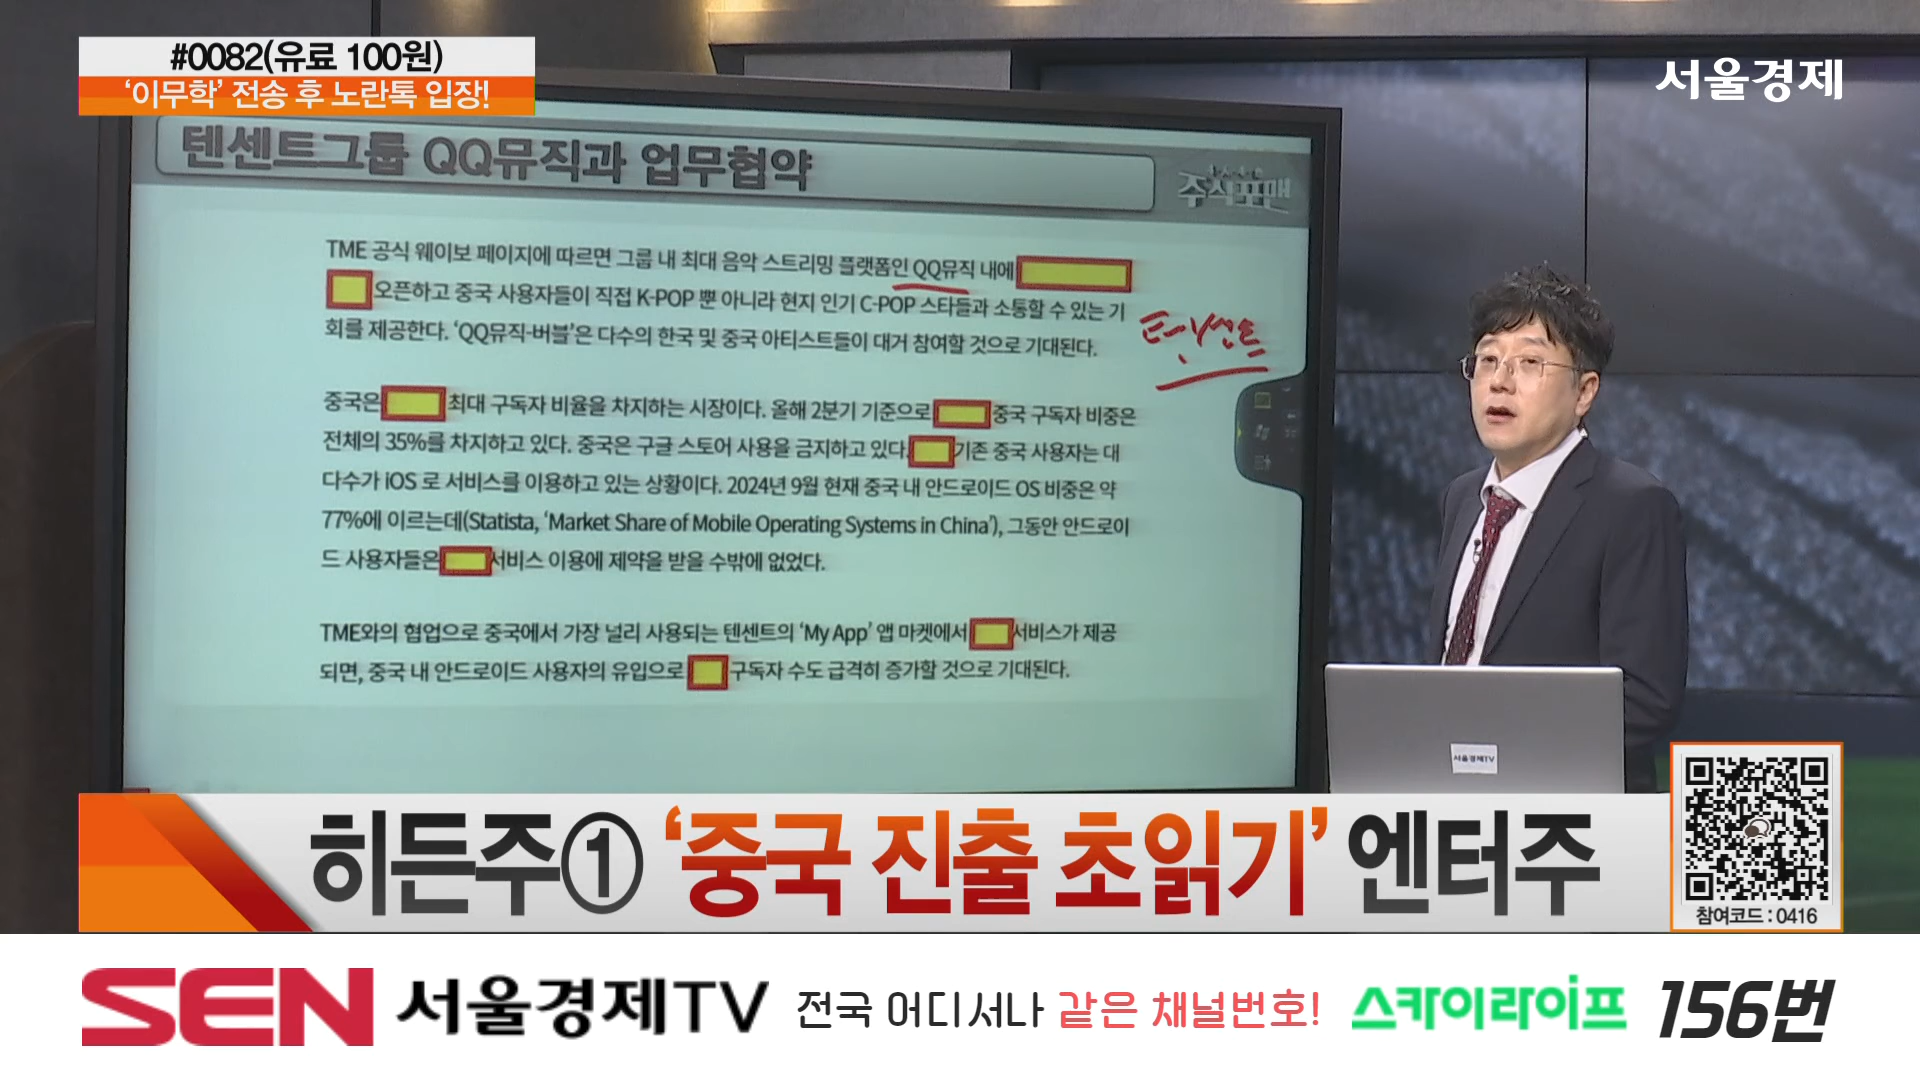 #0082(유료 100원)
‘이무학’ 전송 후 노란톡 입장!
서울경제
텐센트그룹 QQ뮤직과 업무협약
주식포맨
TME 공식 웨이보 페이지에 따르면 그룹 내 최대 음악 스트리밍 플랫폼인 QQ뮤직 내에
오픈하고 중국 사용자들이 직접 K-POP 뿐 아니라 현지 인기 C-POP 스타들과 소통할 수 있는 기
회를 제공한다. ‘QQ뮤직-버블’은 다수의 한국 및 중국 아티스트들이 대거 참여할 것으로 기대된다.
텐센트
중국은 최대 구독자 비율을 차지하는 시장이다. 올해 2분기 기준으로 중국 구독자 비중은
전체의 35%를 차지하고 있다. 중국은 구글 스토어 사용을 금지하고 있다. 기존 중국 사용자는 대
다수가 iOS 로 서비스를 이용하고 있는 상황이다. 2024년 9월 현재 중국 내 안드로이드 OS 비중은 약
77%에 이르는데(Statista, ‘Market Share of Mobile Operating Systems in China’), 그동안 안드로이
드 사용자들은 서비스 이용에 제약을 받을 수밖에 없었다.
TME와의 협업으로 중국에서 가장 널리 사용되는 텐센트의 ‘My App’ 앱 마켓에서 서비스가 제공
되면, 중국 내 안드로이드 사용자의 유입으로 구독자 수도 급격히 증가할 것으로 기대된다.
서울경제TV
히든주① ‘중국 진출 초읽기’ 엔터주
참여코드 : 0416
SEN 서울경제TV 전국 어디서나 같은 채널번호! 스카이라이프 156번